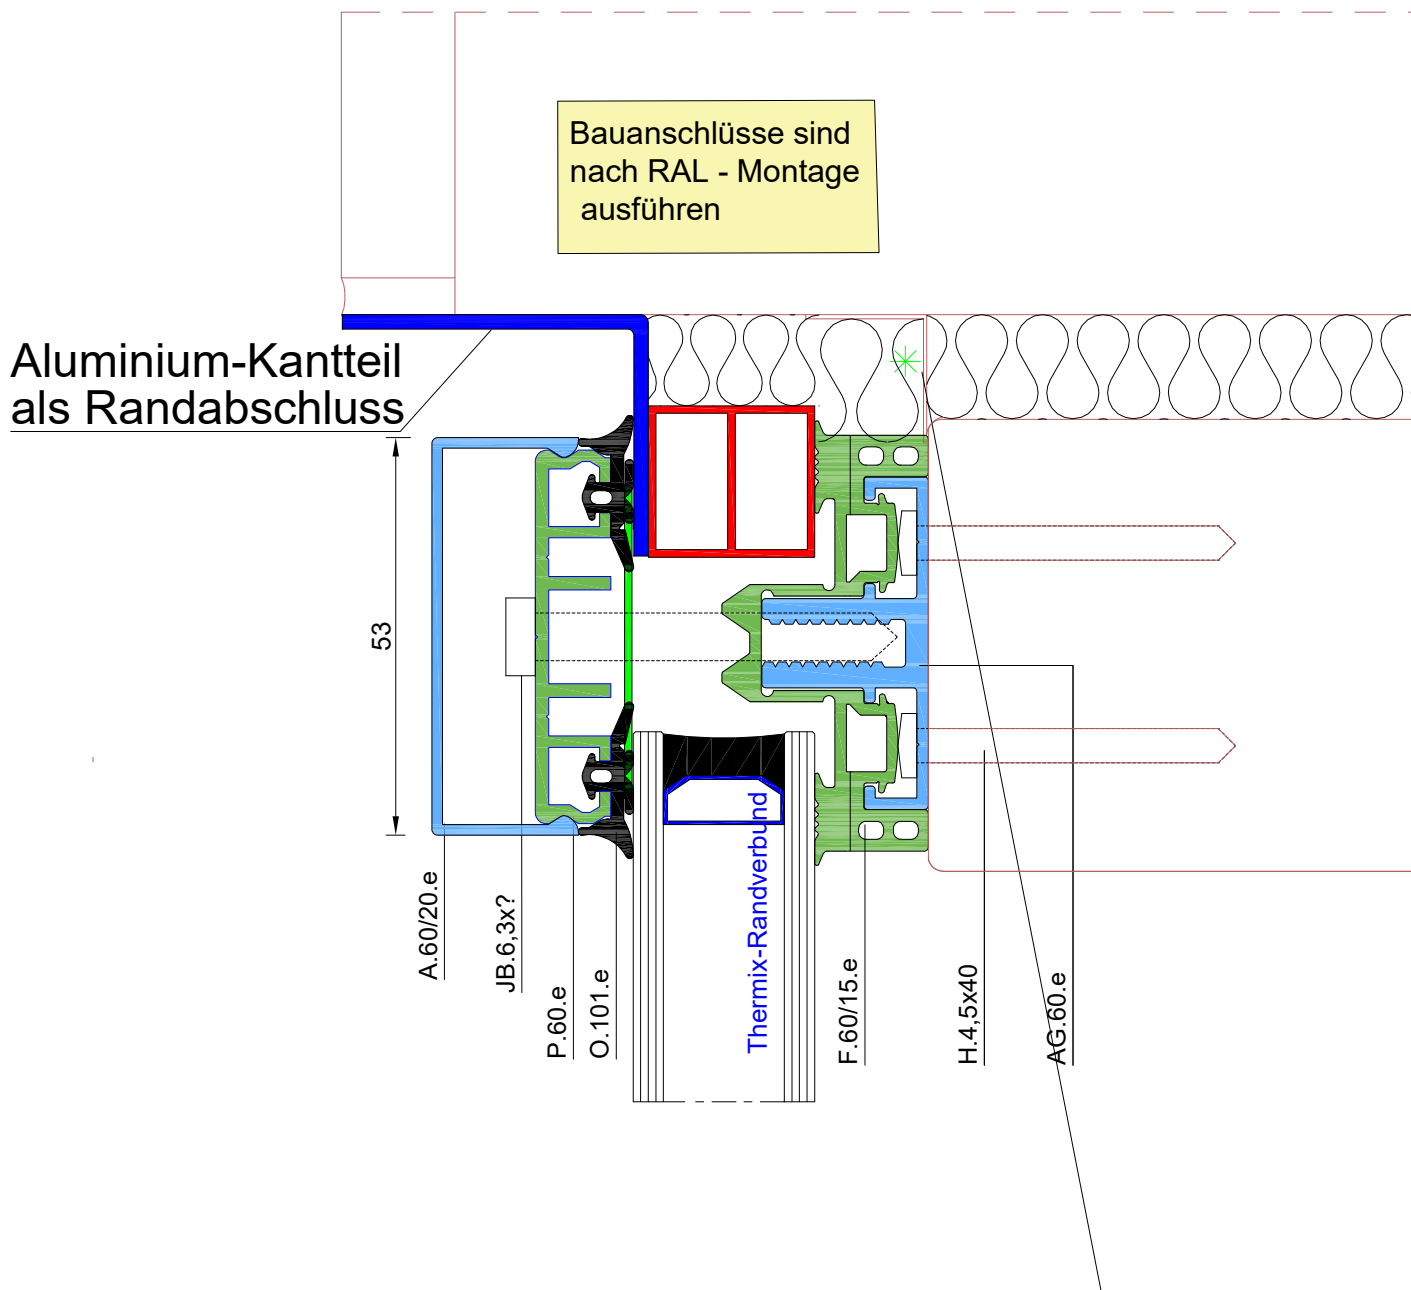 Bauanschlüsse sind
nach RAL - Montage
ausführen
Aluminium-Kantteil
als Randabschluss
53
A.60/20.e
JB.6,3x?
P.60.e
O.101.e
Thermix-Randverbund
F.60/15.e
H.4,5x40
AG.60.e